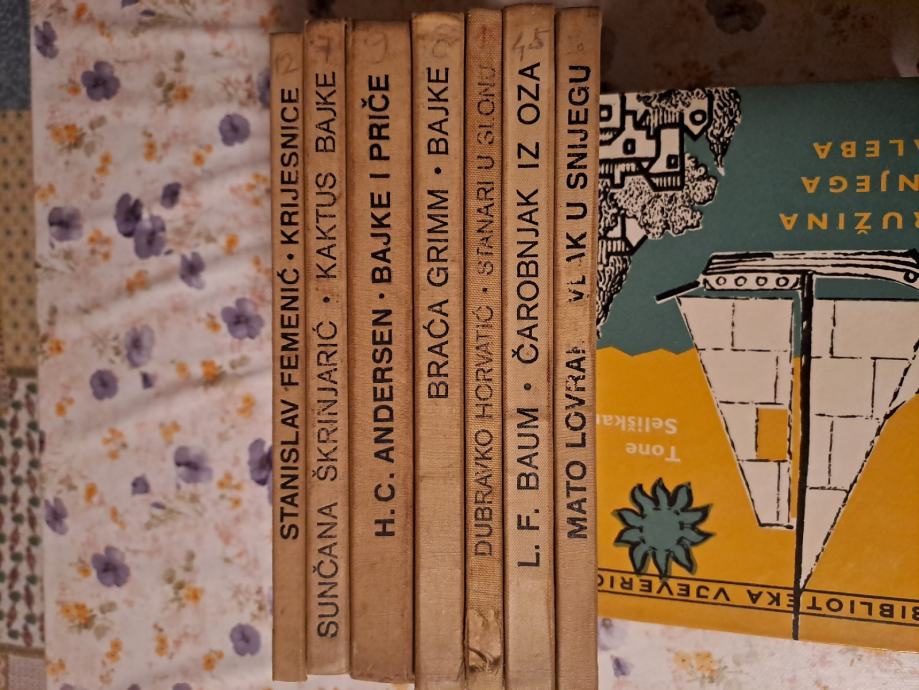 STANISLAV FEMENIĆ • KRIJESNICE
SUNČANA ŠKRINJARIĆ • KAKTUS BAJKE
H. C. ANDERSEN • BAJKE I PRIČE
BRAĆA GRIMM • BAJKE
DUBRAVKO HORVATIĆ • STANARI U SLONU
L. F. BAUM • ČAROBNJAK IZ OZA
MATO LOVRAK VLAK U SNIJEGU
Tone
Seliškar
RUŽINA
NJEGA
ALEBA
BIBLIOTEKA VJEVERIC